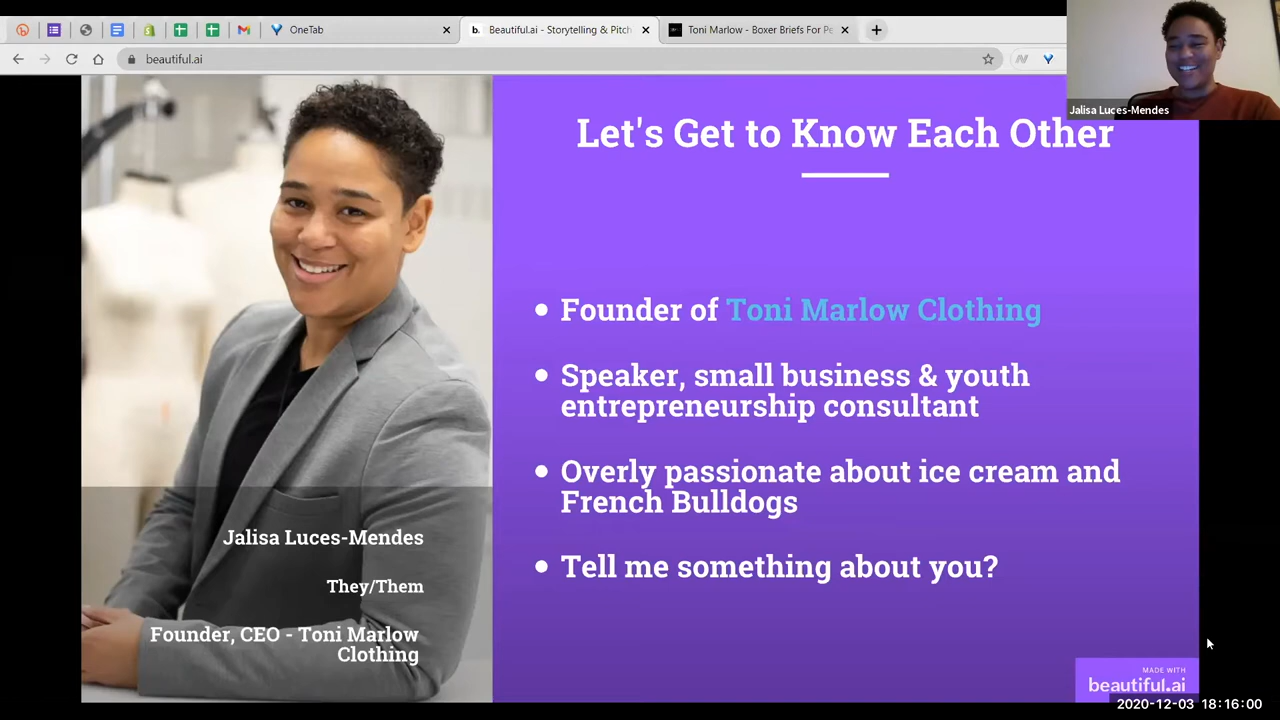 OneTab
Beautiful.ai - Storytelling & Pitch
Toni Marlow - Boxer Briefs For Pe
beautiful.ai
Jalisa Luces-Mendes
Let's Get to Know Each Other
Founder of Toni Marlow Clothing
Speaker, small business & youth
entrepreneurship consultant
Overly passionate about ice cream and
French Bulldogs
Tell me something about you?
Jalisa Luces-Mendes
They/Them
Founder, CEO - Toni Marlow
Clothing
MADE WITH
beautiful.ai
2020-12-03 18:16:00